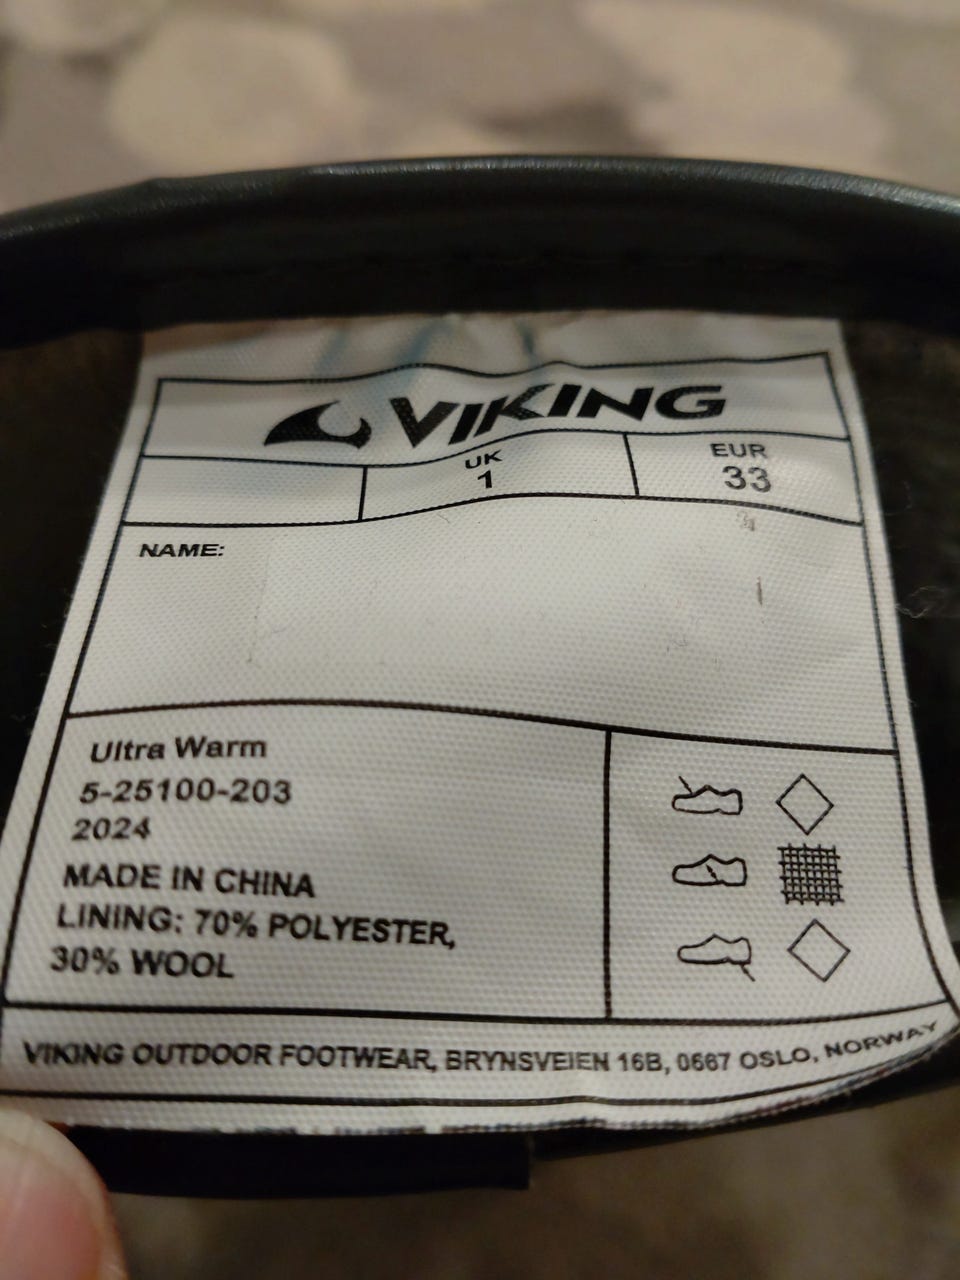 VIKING
UK
1
EUR
33
NAME:
Ultra Warm
5-25100-203
2024
MADE IN CHINA
LINING: 70% POLYESTER,
30% WOOL
VIKING OUTDOOR FOOTWEAR, BRYNSVEIEN 16B, 0667 OSLO, NORWAY